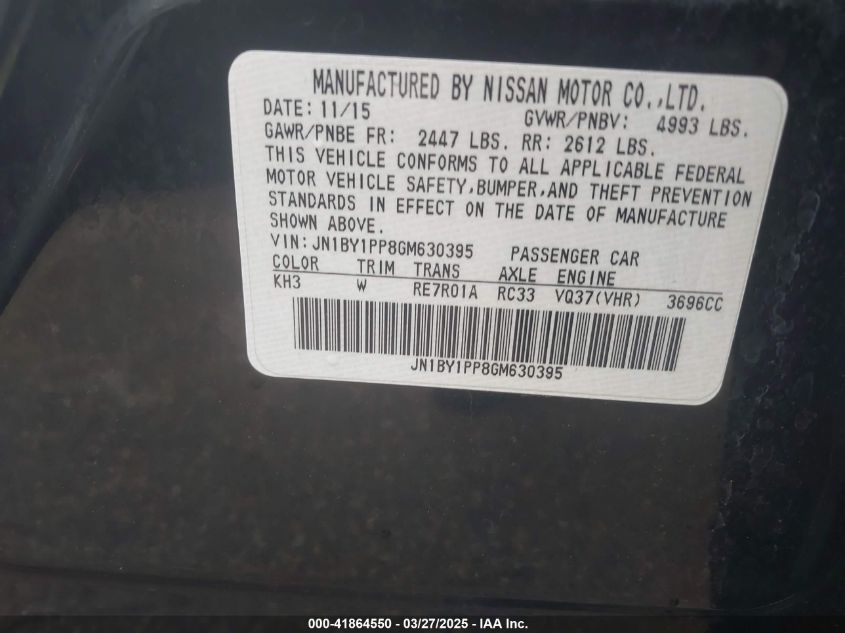 MANUFACTURED BY NISSAN MOTOR CO.,LTD.
DATE: 11/15 GVWR/PNBV: 4993 LBS.
GAWR/PNBE FR: 2447 LBS. RR: 2612 LBS.
THIS VEHICLE CONFORMS TO ALL APPLICABLE FEDERAL
MOTOR VEHICLE SAFETY,BUMPER,AND THEFT PREVENTION
STANDARDS IN EFFECT ON THE DATE OF MANUFACTURE
SHOWN ABOVE.
VIN:JN1BY1PP8GM630395 PASSENGER CAR
COLOR TRIM TRANS AXLE ENGINE
KH3 W RE7R01A RC33 VQ37(VHR) 3696CC
JN1BY1PP8GM630395
000-41864550 - 03/27/2025 - IAA Inc.